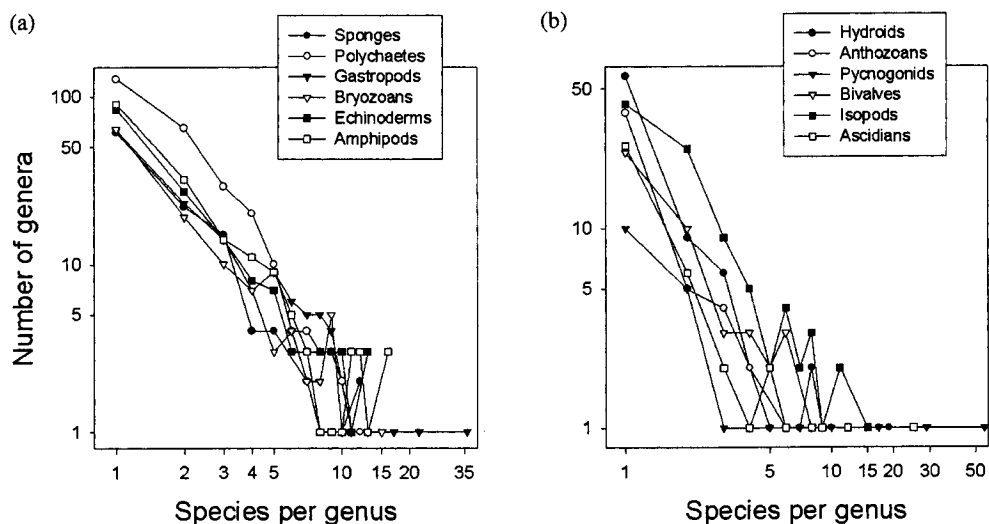 (a)
Sponges
Polychaetes
Gastropods
Bryozoans
Echinoderms
Amphipods
Number of genera
100
50
10
5
1
1 2 3 4 5 10 15 20 35
Species per genus
(b)
Hydroids
Anthozoans
Pycnogonids
Bivalves
Isopods
Ascidians
50
10
5
1
1 5 10 15 20 30 50
Species per genus